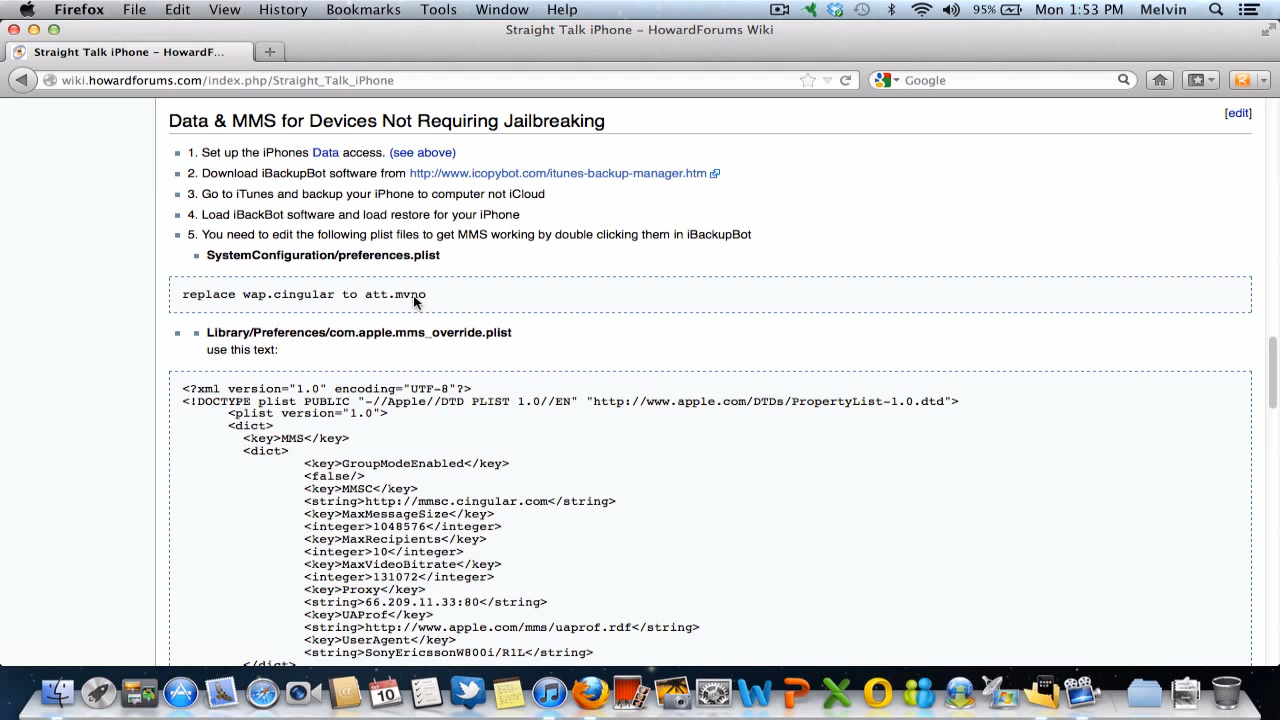 Firefox File Edit View History Bookmarks Tools Window Help 95% Mon 1:53 PM Melvin
Straight Talk iPhone – HowardForums Wiki
Straight Talk iPhone – HowardF...
wiki.howardforums.com/index.php/Straight_Talk_iPhone Google
Data & MMS for Devices Not Requiring Jailbreaking [edit]
1. Set up the iPhones Data access. (see above)
2. Download iBackupBot software from http://www.icopybot.com/itunes-backup-manager.htm
3. Go to iTunes and backup your iPhone to computer not iCloud
4. Load iBackBot software and load restore for your iPhone
5. You need to edit the following plist files to get MMS working by double clicking them in iBackupBot
SystemConfiguration/preferences.plist
replace wap.cingular to att.mvno
Library/Preferences/com.apple.mms_override.plist
use this text:
<?xml version="1.0" encoding="UTF-8"?>
<!DOCTYPE plist PUBLIC "-//Apple//DTD PLIST 1.0//EN" "http://www.apple.com/DTDs/PropertyList-1.0.dtd">
<plist version="1.0">
<dict>
<key>MMS</key>
<dict>
<key>GroupModeEnabled</key>
<false/>
<key>MMSC</key>
<string>http://mmsc.cingular.com</string>
<key>MaxMessageSize</key>
<integer>1048576</integer>
<key>MaxRecipients</key>
<integer>10</integer>
<key>MaxVideoBitrate</key>
<integer>131072</integer>
<key>Proxy</key>
<string>66.209.11.33:80</string>
<key>UAProf</key>
<string>http://www.apple.com/mms/uaprof.rdf</string>
<key>UserAgent</key>
<string>SonyEricssonW800i/R1L</string>
</dict>
10